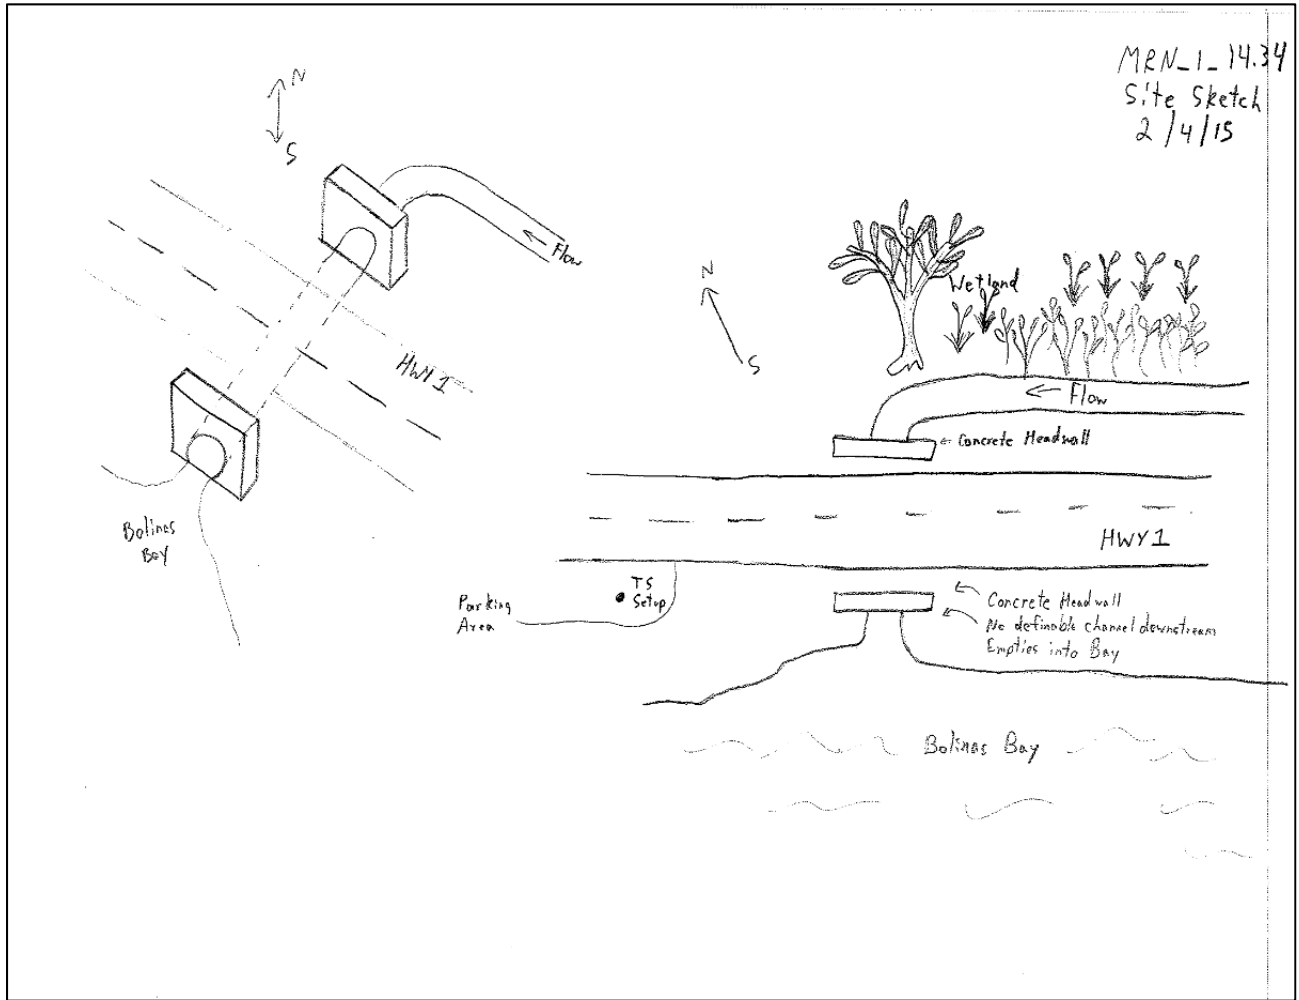 MRN_1_14.34
Site Sketch
2/4/15
N
S
Flow
HWY 1
Bolinas
Bay
N
S
Wetland
Flow
Concrete Headwall
HWY 1
TS
Setup
Parking
Area
Concrete Headwall
No definable channel downstream
Empties into Bay
Bolinas Bay